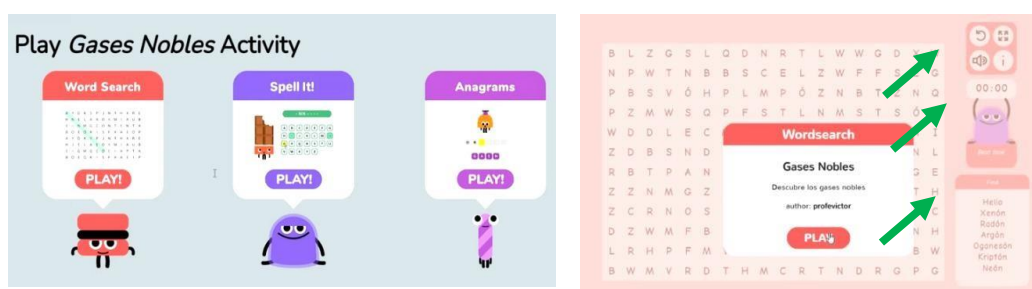 Play Gases Nobles Activity
Word Search
PLAY!
Spell It!
PLAY!
Anagrams
PLAY!
B L Z G S L Q D N R T L W W G D
N P W T N B B S C E L Z W F F S G
P B S V Ó H P L M P Ó Z N B T Z N Q
P Z M W S Q P F S T L N M S T S Ó
W D D L E C I
Z D B S N D N L
R B T P A N G E
Z Z N M G Z T H
Z C R N O S C
D Z W M F B N H
L R H P F M B W
B W M V R D T H M C R T N D R G P G
Wordsearch
Gases Nobles
Descubre los gases nobles
author: profevictor
PLAY
00:00
Find
Helio
Xenón
Radón
Argón
Oganesón
Kriptón
Neón